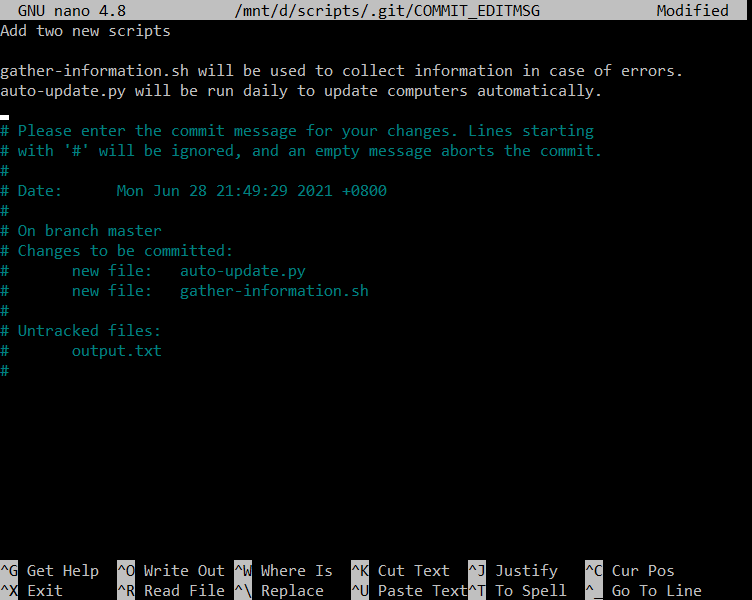 GNU nano 4.8 /mnt/d/scripts/.git/COMMIT_EDITMSG Modified
Add two new scripts
gather-information.sh will be used to collect information in case of errors.
auto-update.py will be run daily to update computers automatically.
# Please enter the commit message for your changes. Lines starting
# with '#' will be ignored, and an empty message aborts the commit.
#
# Date:      Mon Jun 28 21:49:29 2021 +0800
#
# On branch master
# Changes to be committed:
#       new file:   auto-update.py
#       new file:   gather-information.sh
#
# Untracked files:
#       output.txt
#
^G Get Help ^O Write Out ^W Where Is ^K Cut Text ^J Justify ^C Cur Pos
^X Exit ^R Read File ^\ Replace ^U Paste Text ^T To Spell ^_ Go To Line